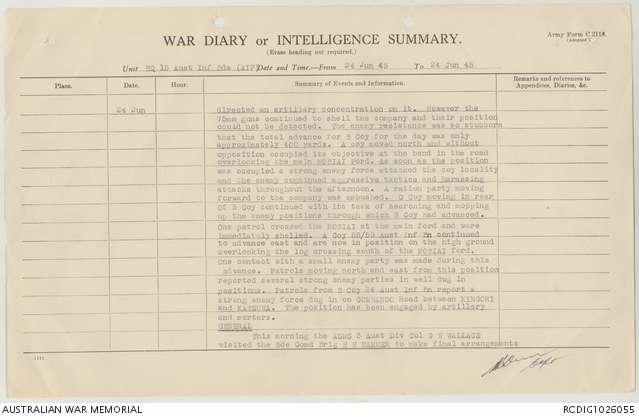 Army Form C.2118.
WAR DIARY or INTELLIGENCE SUMMARY.
(Erase heading not required.)
Unit HQ 15 Aust Inf Bde (AIF) Date and Time.—From 24 Jun 45 To 24 Jun 45
Place. Date. Hour. Summary of Events and Information. Remarks and references to Appendices, Diaries, &c.
24 Jun directed an artillery concentration on it. However the
70mm guns continued to shell the company and their position
could not be detected. The enemy resistance was so stubborn
that the total advance for B Coy for the day was only
approximately 400 yards. A coy moved north and without
opposition occupied its objective at the bend in the road
overlooking the main MOBIAI Ford. As soon as the position
was occupied a strong enemy force attacked the coy locality
and the enemy continued aggressive tactics and harassing
attacks throughout the afternoon. A ration party moving
forward to the company was ambushed. C Coy moving in rear
of B Coy continued with its task of searching and mopping
up the enemy positions through which B Coy had advanced.
One patrol crossed the MOBIAI at the main ford and were
immediately shelled. A Coy 58/59 Aust Inf Bn continued
to advance east and are now in position on the high ground
overlooking the log crossing south of the MOBIAI ford.
One contact with a small enemy party was made during this
advance. Patrols moving north and east from this position
reported several strong enemy parties in well dug in
positions. Patrols from B Coy 24 Aust Inf Bn report a
strong enemy force dug in on COMMANDO Road between KINGORI
and KATSUWA. The position has been engaged by artillery
and mortars.
GENERAL
This morning the ADMS 3 Aust Div Col
visited the Bde Comd Brig H H HAMMER to make final arrangements
AUSTRALIAN WAR MEMORIAL
RCDIG1026055